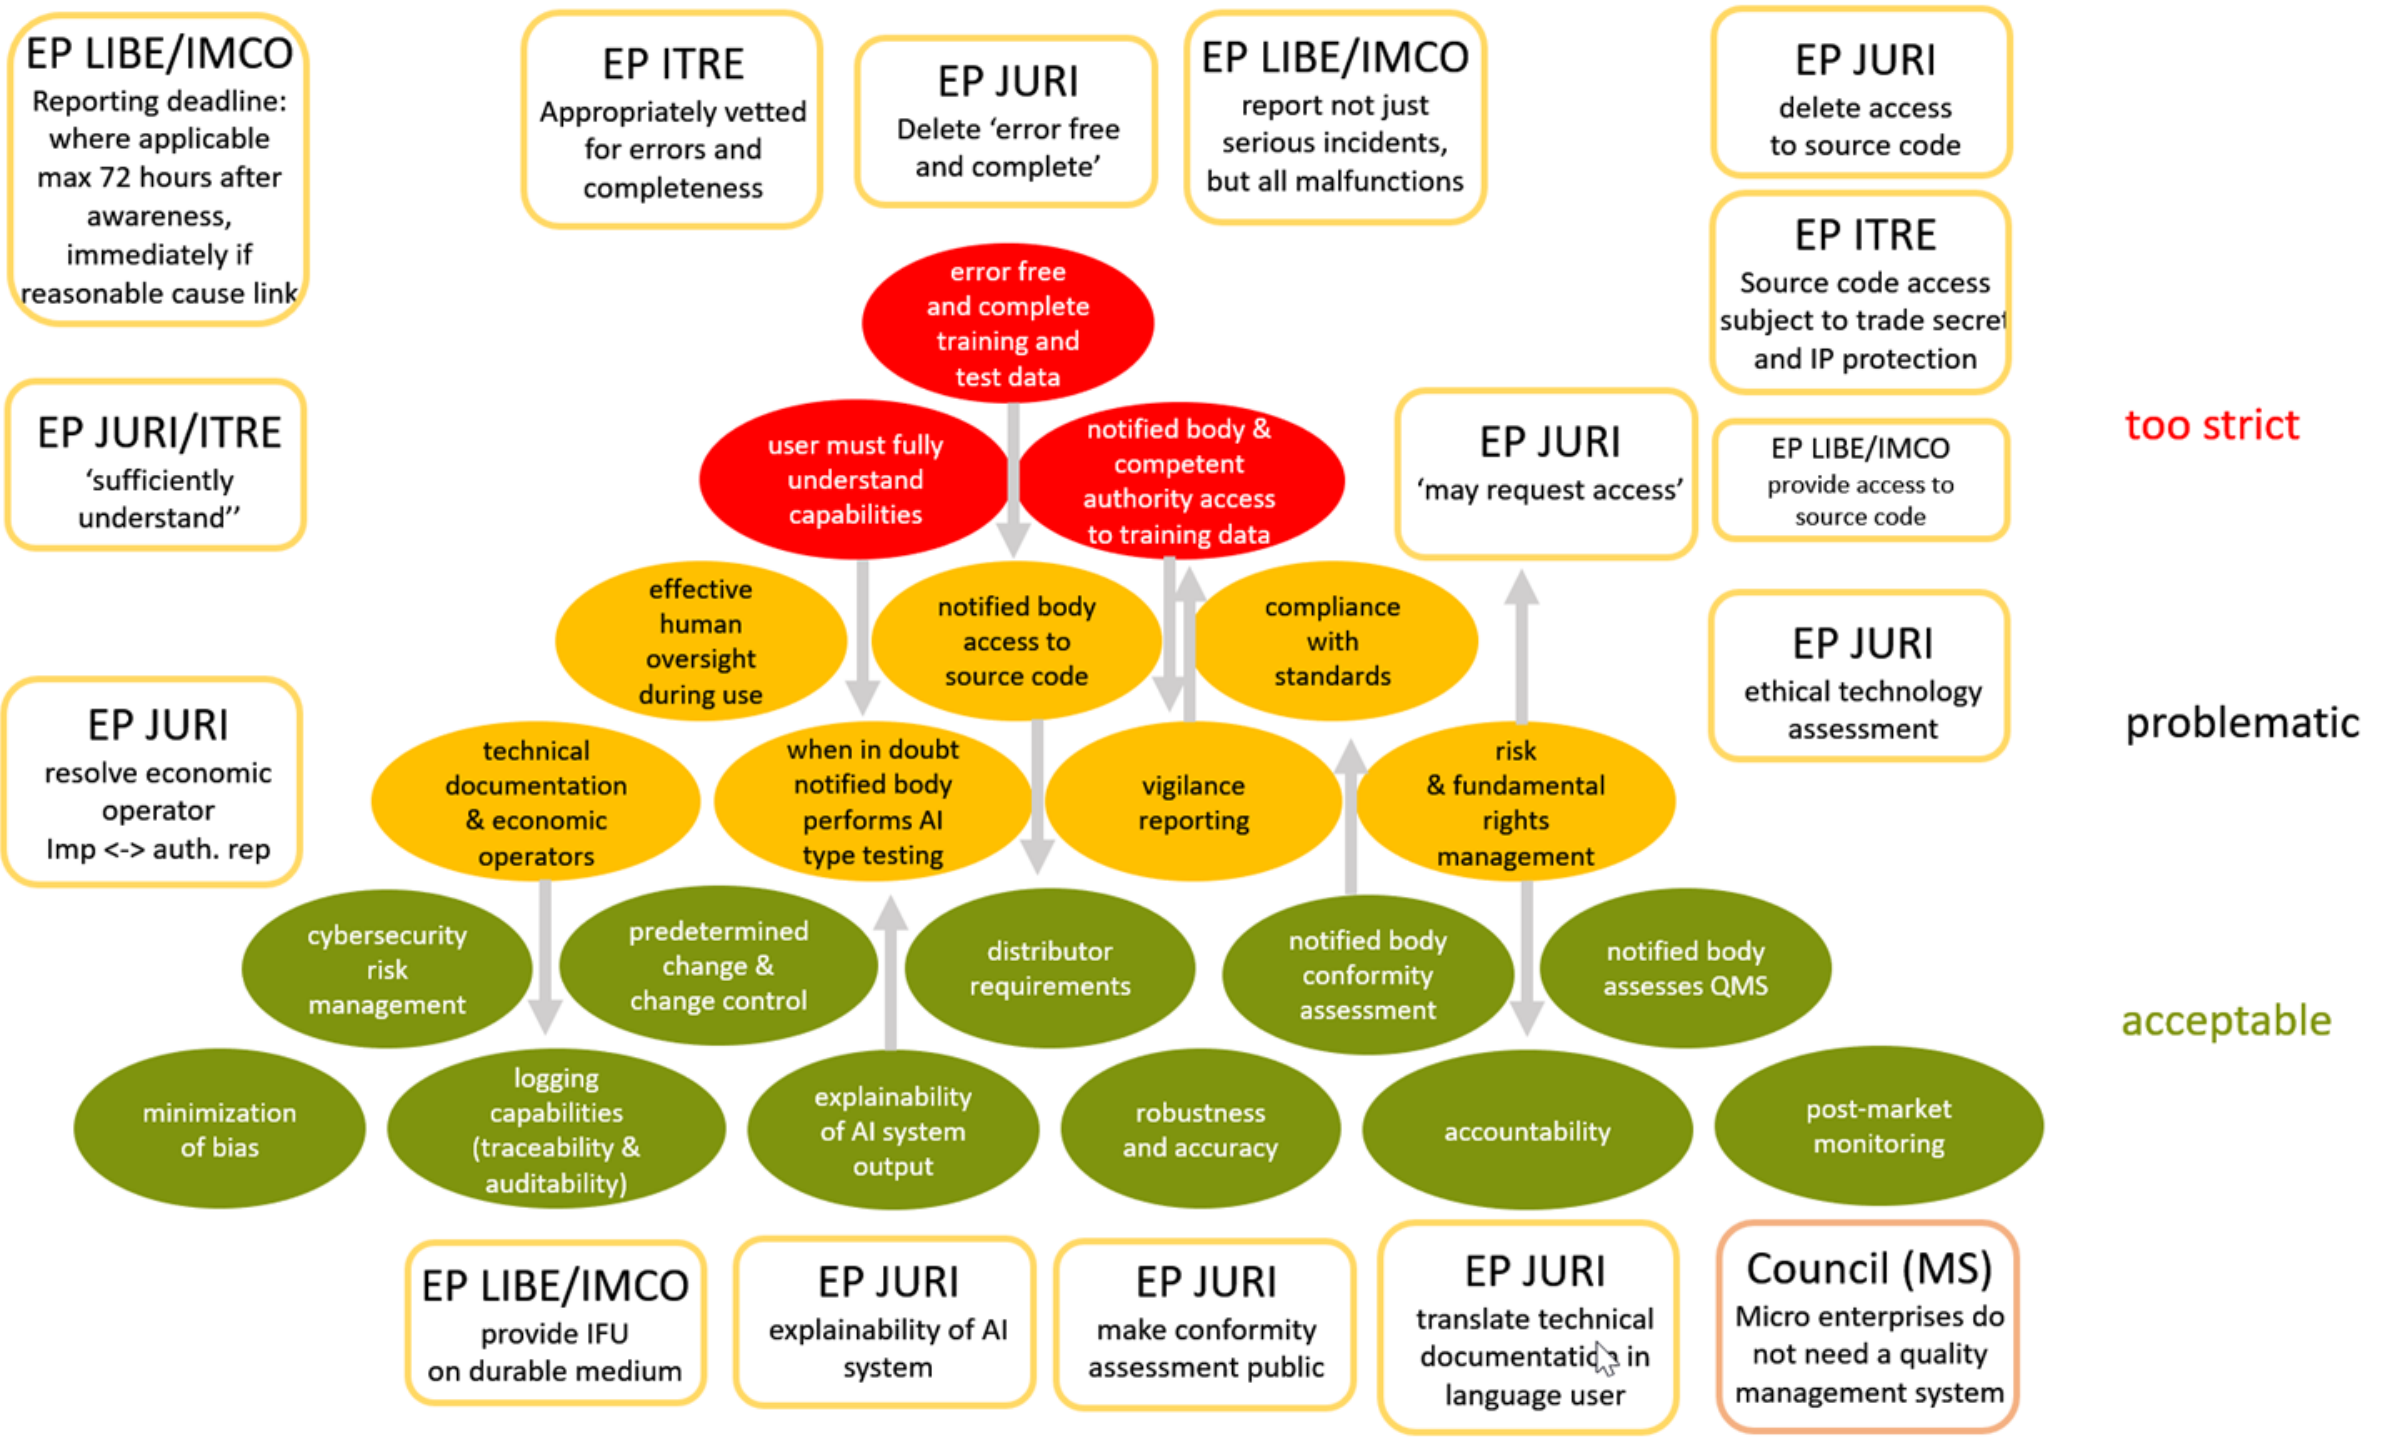 EP LIBE/IMCO
Reporting deadline:
where applicable
max 72 hours after
awareness,
immediately if
reasonable cause link
EP ITRE
Appropriately vetted
for errors and
completeness
EP JURI
Delete ‘error free
and complete’
EP LIBE/IMCO
report not just
serious incidents,
but all malfunctions
EP JURI
delete access
to source code
EP ITRE
Source code access
subject to trade secret
and IP protection
error free
and complete
training and
test data
EP JURI/ITRE
‘sufficiently
understand’’
user must fully
understand
capabilities
notified body &
competent
authority access
to training data
EP JURI
‘may request access’
EP LIBE/IMCO
provide access to
source code
too strict
effective
human
oversight
during use
notified body
access to
source code
compliance
with
standards
EP JURI
ethical technology
assessment
problematic
EP JURI
resolve economic
operator
Imp <-> auth. rep
technical
documentation
& economic
operators
when in doubt
notified body
performs AI
type testing
vigilance
reporting
risk
& fundamental
rights
management
cybersecurity
risk
management
predetermined
change &
change control
distributor
requirements
notified body
conformity
assessment
notified body
assesses QMS
acceptable
minimization
of bias
logging
capabilities
(traceability &
auditability)
explainability
of AI system
output
robustness
and accuracy
accountability
post-market
monitoring
EP LIBE/IMCO
provide IFU
on durable medium
EP JURI
explainability of AI
system
EP JURI
make conformity
assessment public
EP JURI
translate technical
documentation in
language user
Council (MS)
Micro enterprises do
not need a quality
management system